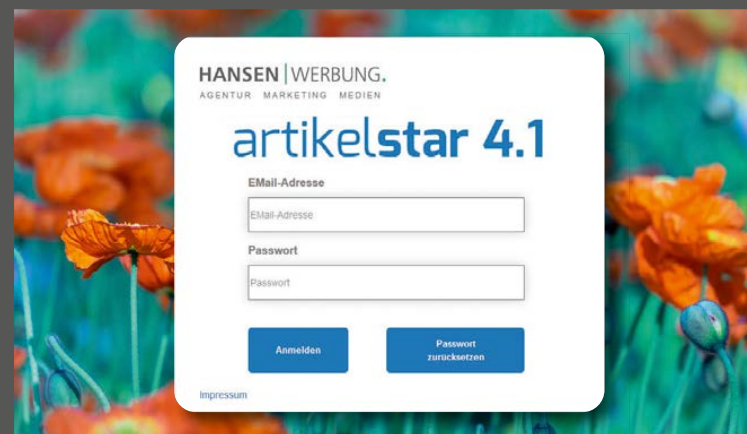 HANSEN|WERBUNG.
AGENTUR MARKETING MEDIEN
artikelstar 4.1
EMail-Adresse
EMail-Adresse
Passwort
Passwort
Anmelden
Passwort
zurücksetzen
Impressum